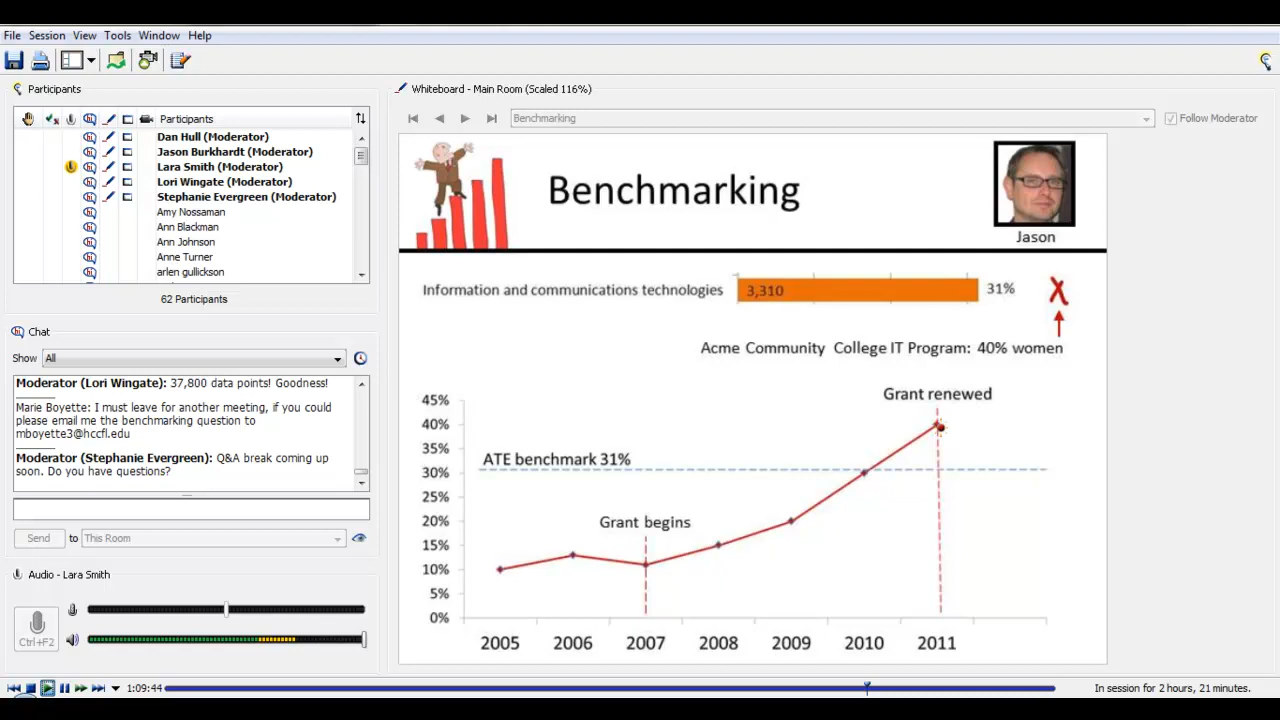 File Session View Tools Window Help
Participants
Participants
Dan Hull (Moderator)
Jason Burkhardt (Moderator)
Lara Smith (Moderator)
Lori Wingate (Moderator)
Stephanie Evergreen (Moderator)
Amy Nossaman
Ann Blackman
Ann Johnson
Anne Turner
arlen gullickson
62 Participants
Chat
Show All
Moderator (Lori Wingate): 37,800 data points! Goodness!
Marie Boyette: I must leave for another meeting, if you could
please email me the benchmarking question to
mboyette3@hccfl.edu
Moderator (Stephanie Evergreen): Q&A break coming up
soon. Do you have questions?
Send to This Room
Audio - Lara Smith
Ctrl+F2
Whiteboard - Main Room (Scaled 116%)
Benchmarking
Follow Moderator
Benchmarking
Jason
Information and communications technologies 3,310 31% X
Acme Community College IT Program: 40% women
Grant renewed
45%
40%
35%
ATE benchmark 31%
30%
25%
20%
Grant begins
15%
10%
5%
0%
2005 2006 2007 2008 2009 2010 2011
1:09:44
In session for 2 hours, 21 minutes.